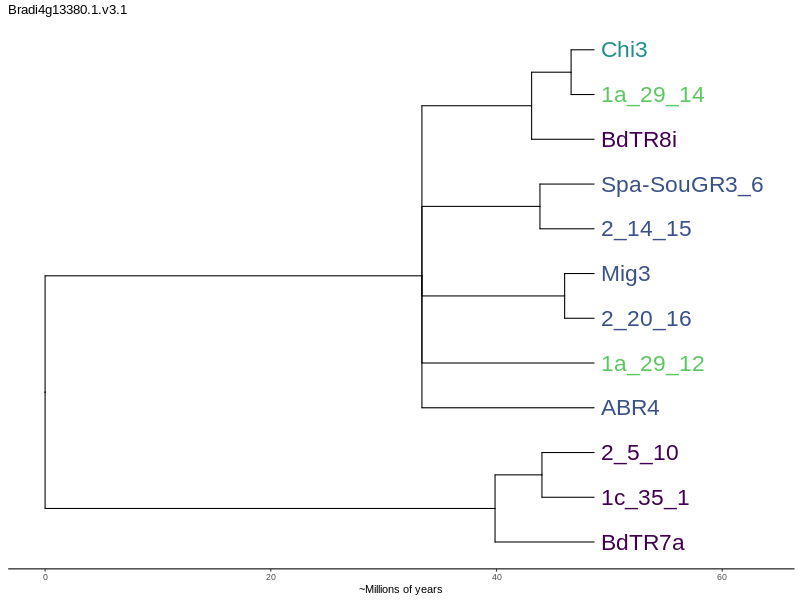 Bradi4g13380.1.v3.1
Chi3
1a_29_14
BdTR8i
Spa-SouGR3_6
2_14_15
Mig3
2_20_16
1a_29_12
ABR4
2_5_10
1c_35_1
BdTR7a
0 20 40 60
~Millions of years